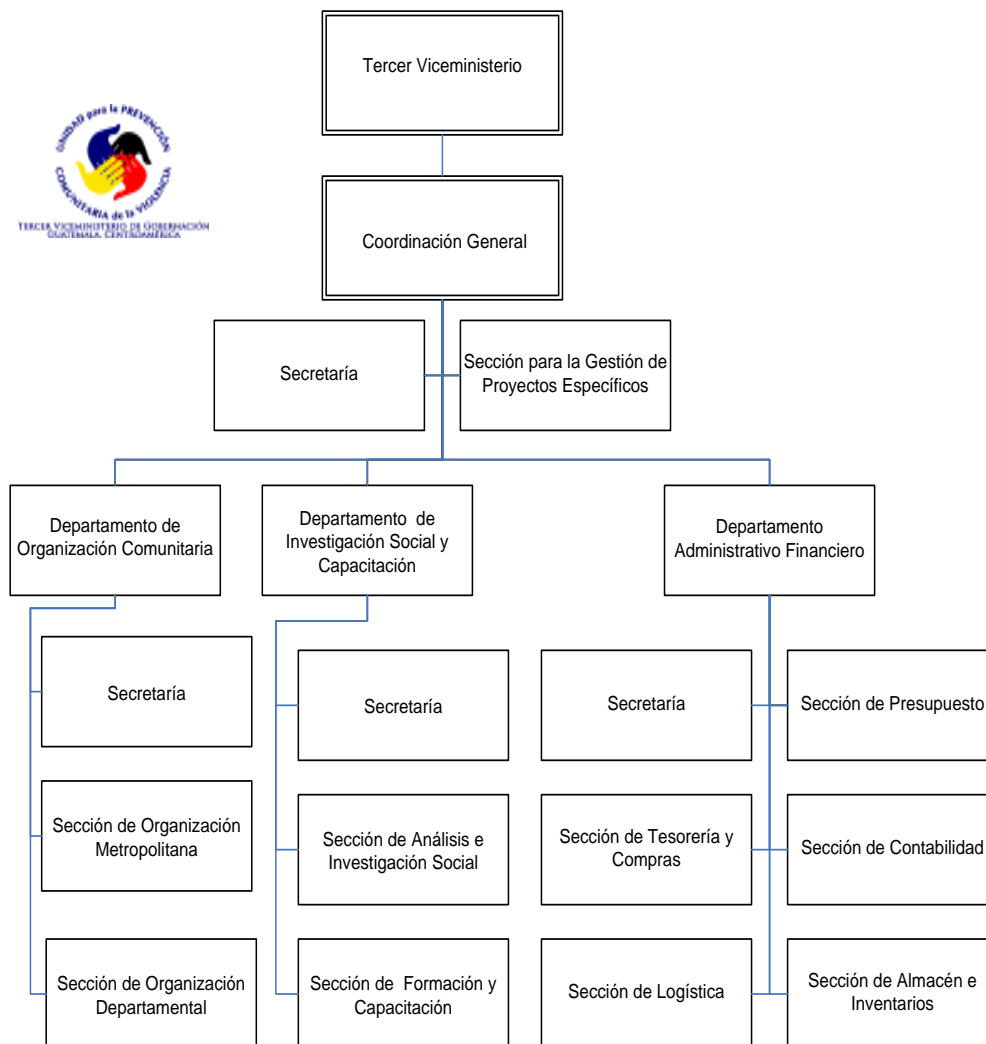 Tercer Viceministerio
UNIDAD para la PREVENCIÓN
COMUNITARIA de la VIOLENCIA
TERCER VICEMINISTERIO DE GOBERNACIÓN
GUATEMALA, CENTROAMÉRICA
Coordinación General
Secretaría
Sección para la Gestión de
Proyectos Específicos
Departamento de
Organización Comunitaria
Departamento de
Investigación Social y
Capacitación
Departamento
Administrativo Financiero
Secretaría
Secretaría
Secretaría
Sección de Presupuesto
Sección de Organización
Metropolitana
Sección de Análisis e
Investigación Social
Sección de Tesorería y
Compras
Sección de Contabilidad
Sección de Organización
Departamental
Sección de Formación y
Capacitación
Sección de Logística
Sección de Almacén e
Inventarios